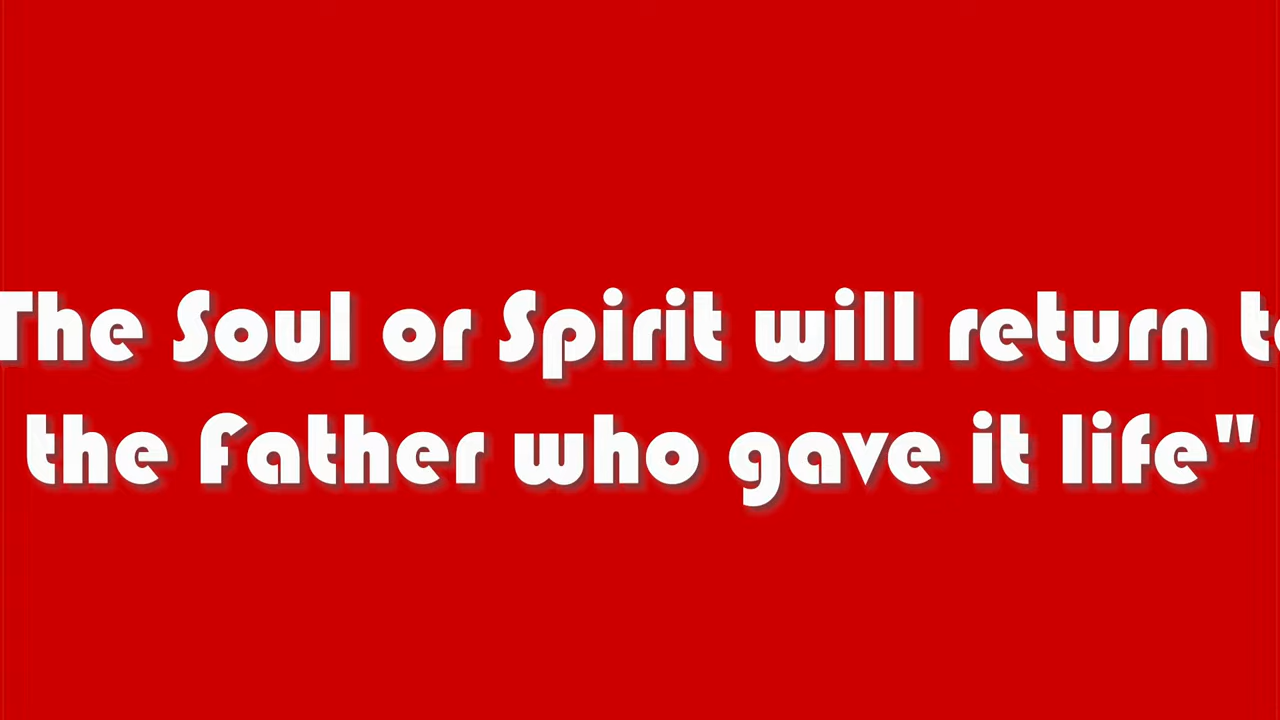 The Soul or Spirit will return to
the Father who gave it life"